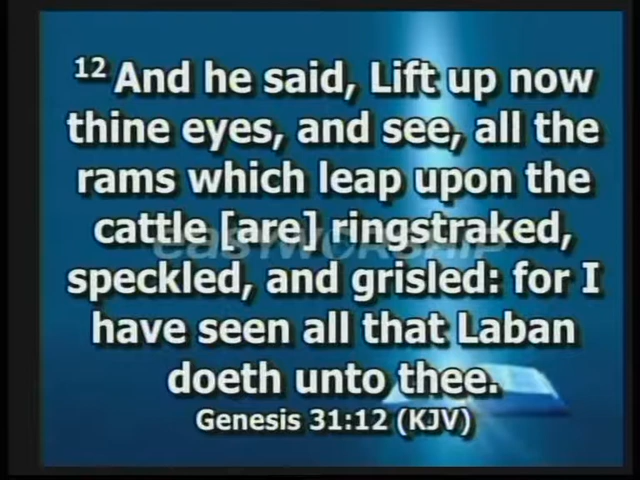 12 And he said, Lift up now
thine eyes, and see, all the
rams which leap upon the
cattle [are] ringstraked,
easyworship
speckled, and grisled: for I
have seen all that Laban
doeth unto thee.
Genesis 31:12 (KJV)